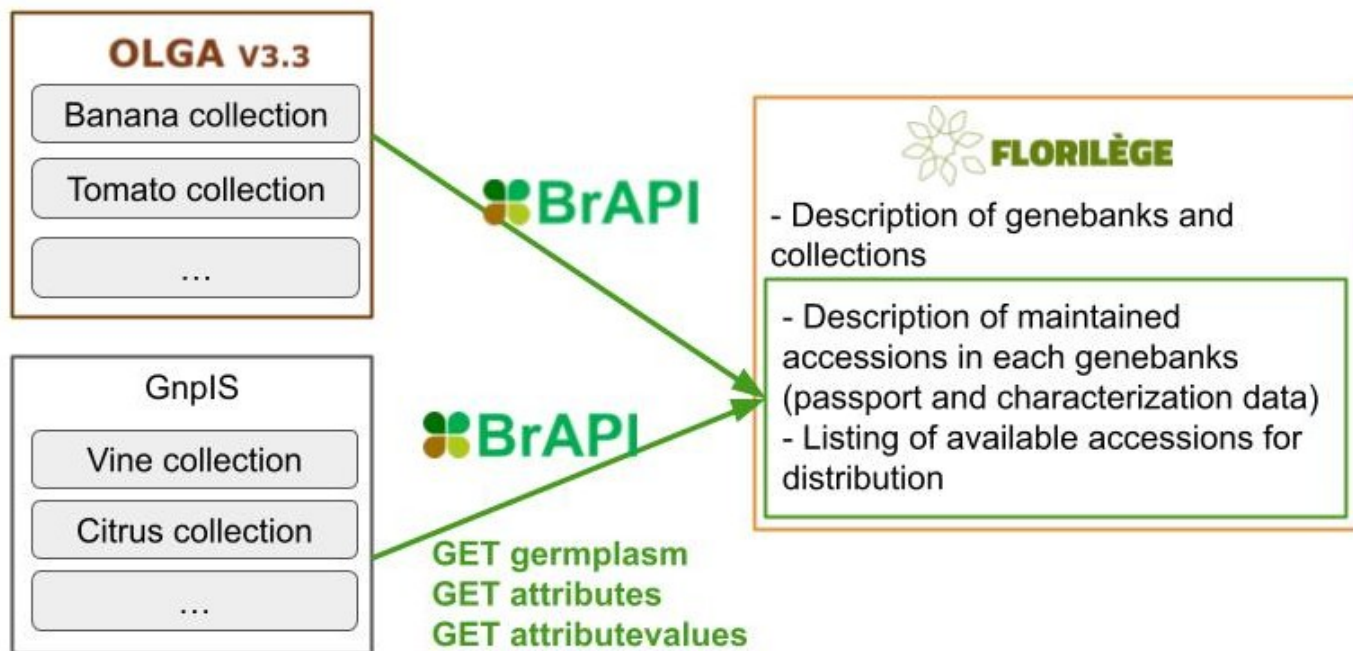 OLGA V3.3
Banana collection
Tomato collection
...
GnpIS
Vine collection
Citrus collection
...
BrAPI
BrAPI
GET germplasm
GET attributes
GET attributevalues
FLORILÈGE
- Description of genebanks and
collections
- Description of maintained
accessions in each genebanks
(passport and characterization data)
- Listing of available accessions for
distribution